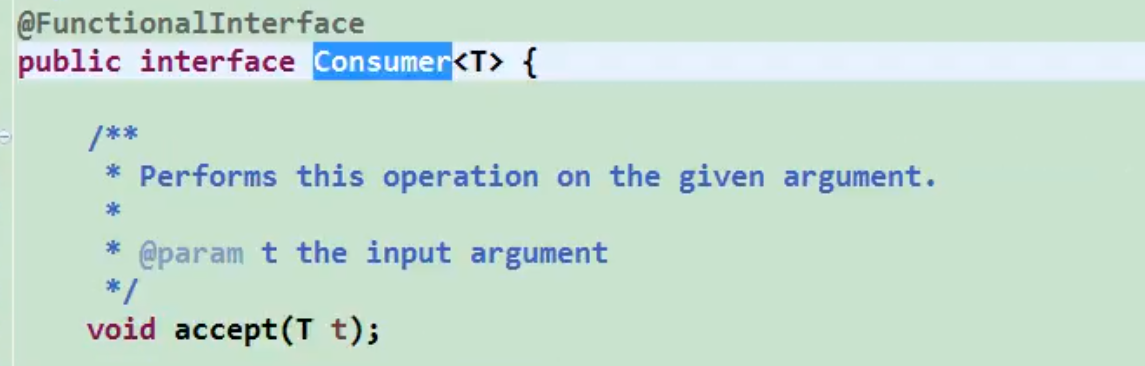 @FunctionalInterface
public interface Consumer<T> {
/**
* Performs this operation on the given argument.
*
* @param t the input argument
*/
void accept(T t);